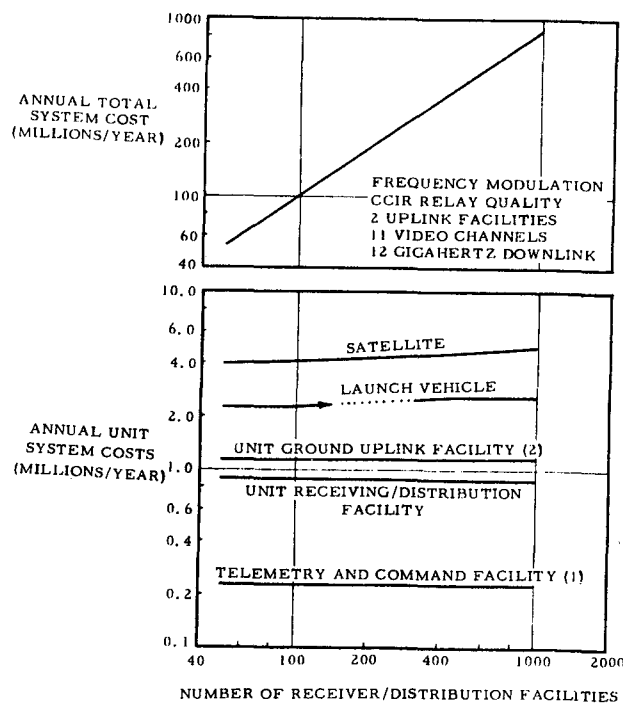 1000
800
600
400
200
100
60
40
ANNUAL TOTAL
SYSTEM COST
(MILLIONS/YEAR)
FREQUENCY MODULATION
CCIR RELAY QUALITY
2 UPLINK FACILITIES
11 VIDEO CHANNELS
12 GIGAHERTZ DOWNLINK
10.0
6.0
4.0
2.0
1.0
0.6
0.4
0.2
0.1
ANNUAL UNIT
SYSTEM COSTS
(MILLIONS/YEAR)
SATELLITE
LAUNCH VEHICLE
UNIT GROUND UPLINK FACILITY (2)
UNIT RECEIVING/DISTRIBUTION
FACILITY
TELEMETRY AND COMMAND FACILITY (1)
40 100 200 400 1000 2000
NUMBER OF RECEIVER/DISTRIBUTION FACILITIES